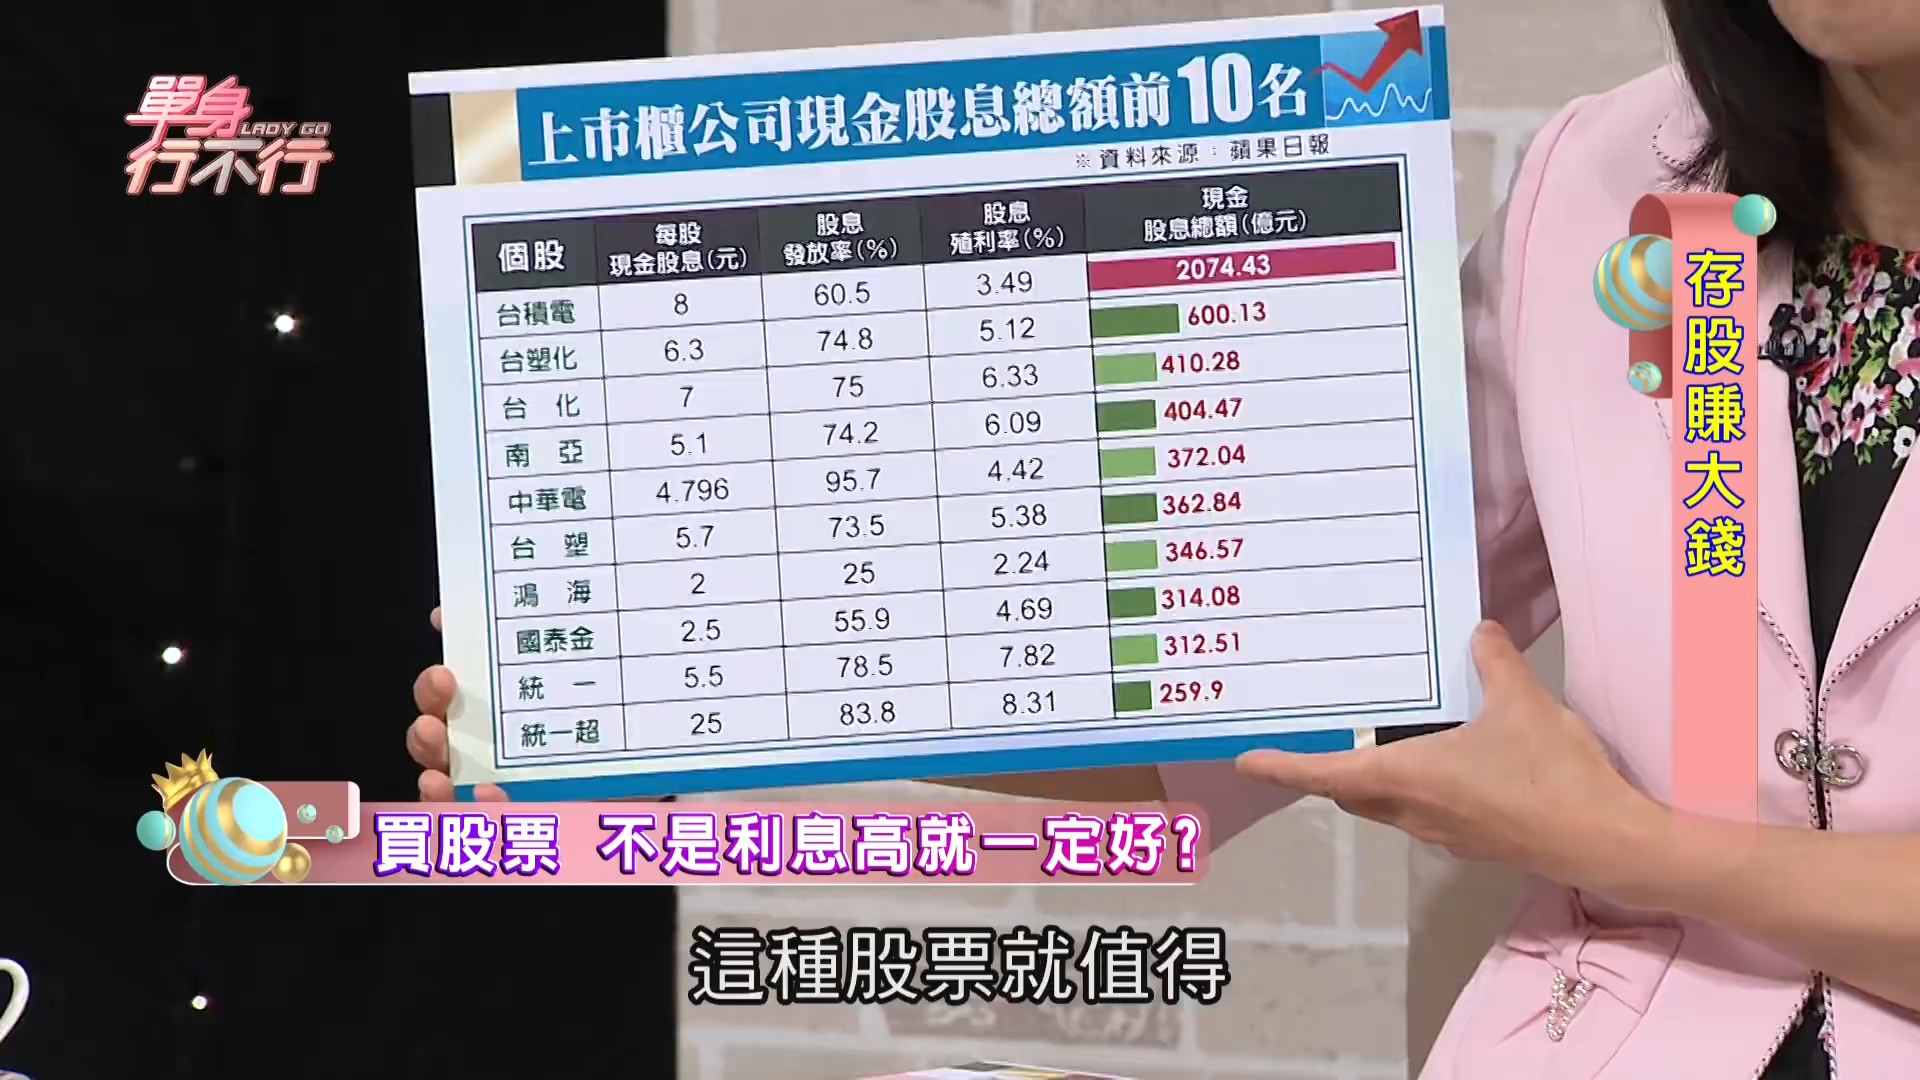 單身
LADY GO
行不行
上市櫃公司現金股息總額前10名
※資料來源：蘋果日報
個股 每股現金股息(元) 股息發放率(%) 股息殖利率(%) 現金股息總額(億元)
台積電 8 60.5 3.49 2074.43
台塑化 6.3 74.8 5.12 600.13
台化 7 75 6.33 410.28
南亞 5.1 74.2 6.09 404.47
中華電 4.796 95.7 4.42 372.04
台塑 5.7 73.5 5.38 362.84
鴻海 2 25 2.24 346.57
國泰金 2.5 55.9 4.69 314.08
統一 5.5 78.5 7.82 312.51
統一超 25 83.8 8.31 259.9
存股賺大錢
買股票 不是利息高就一定好?
這種股票就值得